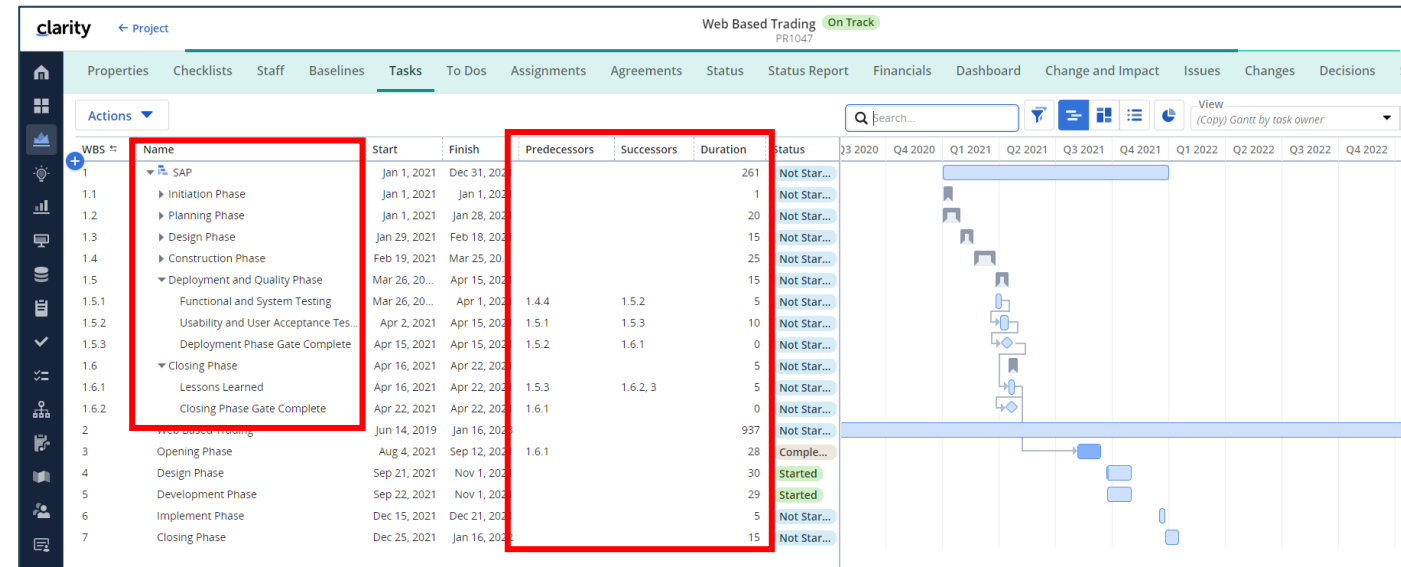 clarity ← Project Web Based Trading On Track
PR1047
Properties Checklists Staff Baselines Tasks To Dos Assignments Agreements Status Status Report Financials Dashboard Change and Impact Issues Changes Decisions
Actions Search... View
(Copy) Gantt by task owner
WBS Name Start Finish Predecessors Successors Duration Status Q3 2020 Q4 2020 Q1 2021 Q2 2021 Q3 2021 Q4 2021 Q1 2022 Q2 2022 Q3 2022 Q4 2022
1 SAP Jan 1, 2021 Dec 31, 202 261 Not Star...
1.1 Initiation Phase Jan 1, 2021 Jan 1, 202 1 Not Star...
1.2 Planning Phase Jan 1, 2021 Jan 28, 202 20 Not Star...
1.3 Design Phase Jan 29, 2021 Feb 18, 202 15 Not Star...
1.4 Construction Phase Feb 19, 2021 Mar 25, 20. 25 Not Star...
1.5 Deployment and Quality Phase Mar 26, 20... Apr 15, 202 15 Not Star...
1.5.1 Functional and System Testing Mar 26, 20... Apr 1, 202 1.4.4 1.5.2 5 Not Star...
1.5.2 Usability and User Acceptance Tes... Apr 2, 2021 Apr 15, 202 1.5.1 1.5.3 10 Not Star...
1.5.3 Deployment Phase Gate Complete Apr 15, 2021 Apr 15, 202 1.5.2 1.6.1 0 Not Star...
1.6 Closing Phase Apr 16, 2021 Apr 22, 202 5 Not Star...
1.6.1 Lessons Learned Apr 16, 2021 Apr 22, 202 1.5.3 1.6.2, 3 5 Not Star...
1.6.2 Closing Phase Gate Complete Apr 22, 2021 Apr 22, 202 1.6.1 0 Not Star...
2 Web Based Trading Jun 14, 2019 Jan 16, 2023 937 Not Star...
3 Opening Phase Aug 4, 2021 Sep 12, 202 1.6.1 28 Comple...
4 Design Phase Sep 21, 2021 Nov 1, 202 30 Started
5 Development Phase Sep 22, 2021 Nov 1, 202 29 Started
6 Implement Phase Dec 15, 2021 Dec 21, 202 5 Not Star...
7 Closing Phase Dec 25, 2021 Jan 16, 2022 15 Not Star...